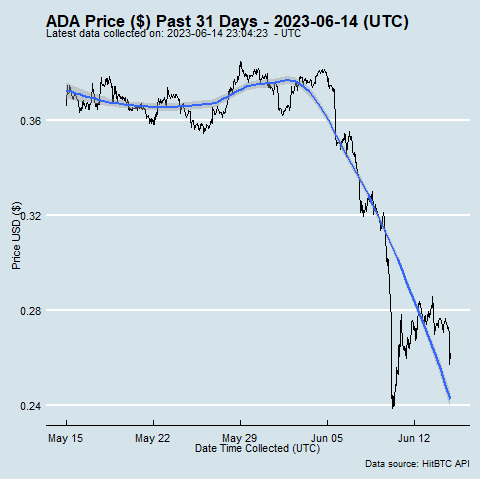 ADA Price ($) Past 31 Days - 2023-06-14 (UTC)
Latest data collected on: 2023-06-14 23:04:23 - UTC
0.36
0.32
0.28
0.24
Price USD ($)
May 15 May 22 May 29 Jun 05 Jun 12
Date Time Collected (UTC)
Data source: HitBTC API